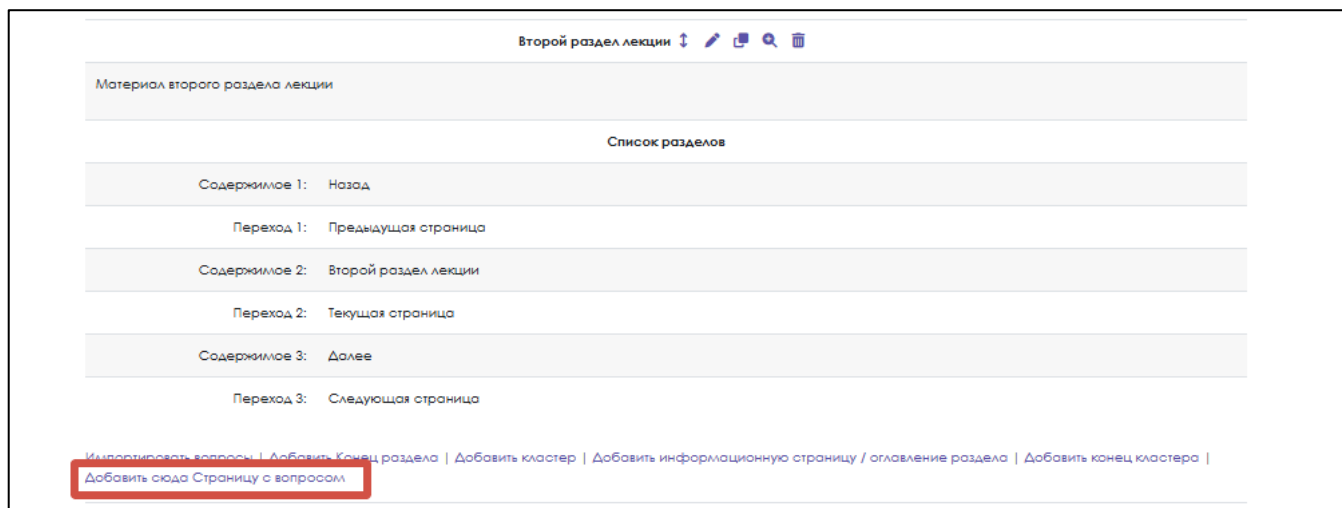 Второй раздел лекции
Материал второго раздела лекции
Список разделов
Содержимое 1: Назад
Переход 1: Предыдущая страница
Содержимое 2: Второй раздел лекции
Переход 2: Текущая страница
Содержимое 3: Далее
Переход 3: Следующая страница
Импортировать вопросы | Добавить Конец раздела | Добавить кластер | Добавить информационную страницу / оглавление раздела | Добавить конец кластера |
Добавить сюда Страницу с вопросом